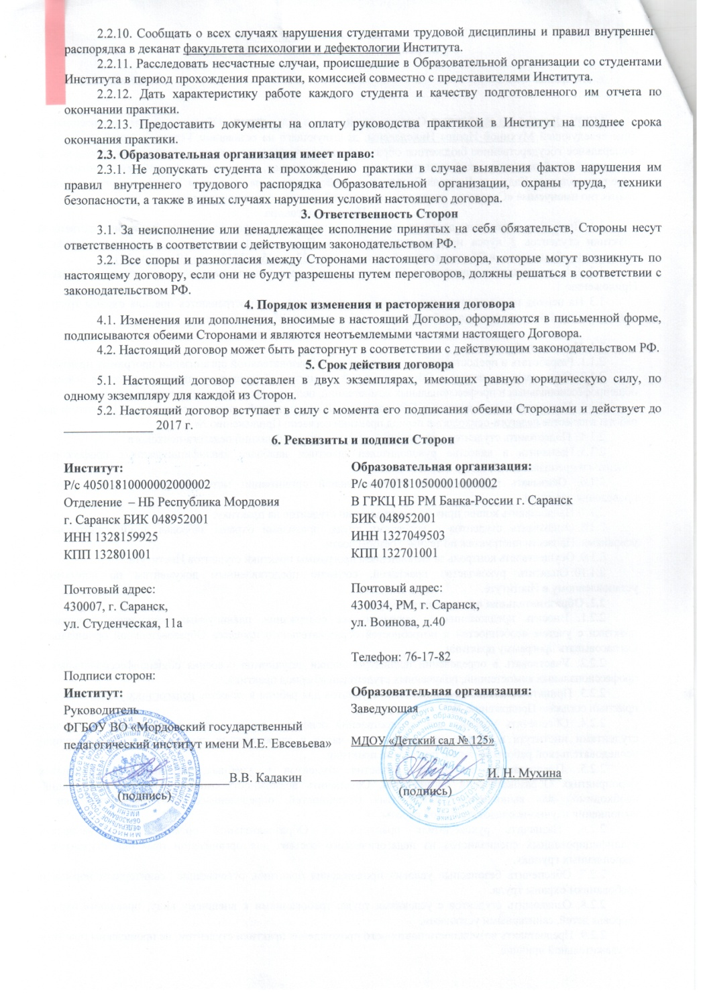 2.2.10. Сообщать о всех случаях нарушения студентами трудовой дисциплины и правил внутреннег
распорядка в деканат факультета психологии и дефектологии Института.
2.2.11. Расследовать несчастные случаи, происшедшие в Образовательной организации со студентами
Института в период прохождения практики, комиссией совместно с представителями Института.
2.2.12. Дать характеристику работе каждого студента и качеству подготовленного им отчета по
окончании практики.
2.2.13. Предоставить документы на оплату руководства практикой в Институт на позднее срока
окончания практики.
2.3. Образовательная организация имеет право:
2.3.1. Не допускать студента к прохождению практики в случае выявления фактов нарушения им
правил внутреннего трудового распорядка Образовательной организации, охраны труда, техники
безопасности, а также в иных случаях нарушения условий настоящего договора.
3. Ответственность Сторон
3.1. За неисполнение или ненадлежащее исполнение принятых на себя обязательств, Стороны несут
ответственность в соответствии с действующим законодательством РФ.
3.2. Все споры и разногласия между Сторонами настоящего договора, которые могут возникнуть по
настоящему договору, если они не будут разрешены путем переговоров, должны решаться в соответствии с
законодательством РФ.
4. Порядок изменения и расторжения договора
4.1. Изменения или дополнения, вносимые в настоящий Договор, оформляются в письменной форме,
подписываются обеими Сторонами и являются неотъемлемыми частями настоящего Договора.
4.2. Настоящий договор может быть расторгнут в соответствии с действующим законодательством РФ.
5. Срок действия договора
5.1. Настоящий договор составлен в двух экземплярах, имеющих равную юридическую силу, по
одному экземпляру для каждой из Сторон.
5.2. Настоящий договор вступает в силу с момента его подписания обеими Сторонами и действует до
______________ 2017 г.
6. Реквизиты и подписи Сторон
Институт:
Р/с 40501810000002000002
Отделение – НБ Республика Мордовия
г. Саранск БИК 048952001
ИНН 1328159925
КПП 132801001
Почтовый адрес:
430007, г. Саранск,
ул. Студенческая, 11а
Образовательная организация:
Р/с 40701810500001000002
В ГРКЦ НБ РМ Банка-России г. Саранск
БИК 048952001
ИНН 1327049503
КПП 132701001
Почтовый адрес:
430034, РМ, г. Саранск,
ул. Воинова, д.40
Телефон: 76-17-82
Подписи сторон:
Институт:
Руководитель
ФГБОУ ВО «Мордовский государственный
педагогический институт имени М.Е. Евсевьева»
__________________________В.В. Кадакин
(подпись)
Образовательная организация:
Заведующая
МДОУ «Детский сад № 125»
_____________________ И. Н. Мухина
(подпись)